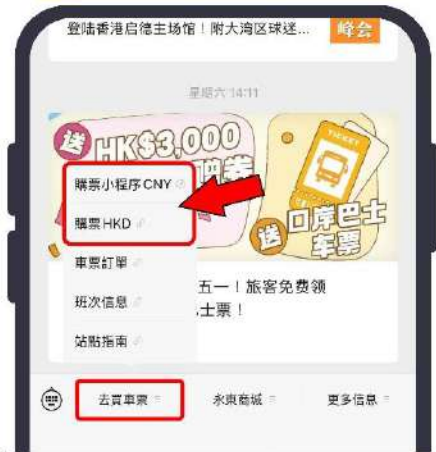 登陆香港启德主场馆！附大湾区球迷...
峰会
星期六 14:11
送
HK$3,000
TICKET
送
口岸巴士
车票
購票小程序CNY
購票HKD
車票訂單
班次信息
站點指南
五一！旅客免费领
士票！
去買車票
永東商城
更多信息